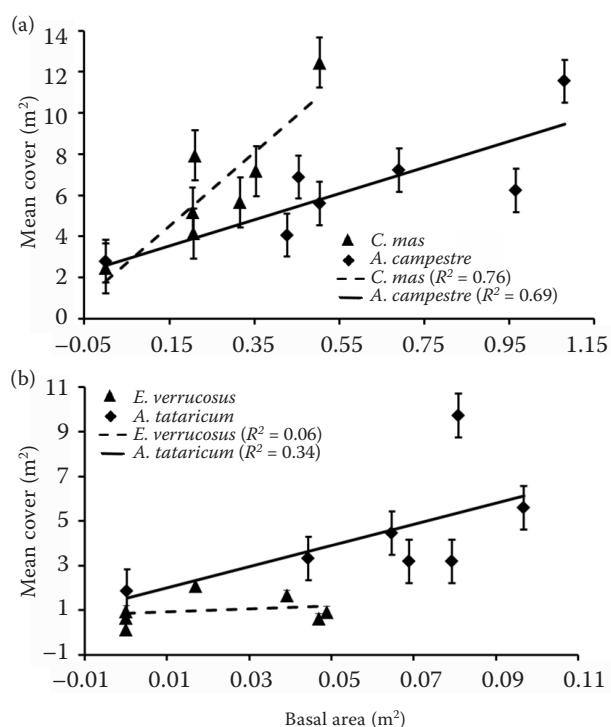 (a)
14
12
10
8
6
4
2
0
Mean cover (m²)
C. mas
A. campestre
C. mas (R² = 0.76)
A. campestre (R² = 0.69)
−0.05 0.15 0.35 0.55 0.75 0.95 1.15
(b)
11
9
7
5
3
1
−1
Mean cover (m²)
E. verrucosus
A. tataricum
E. verrucosus (R² = 0.06)
A. tataricum (R² = 0.34)
−0.01 0.01 0.03 0.05 0.07 0.09 0.11
Basal area (m²)